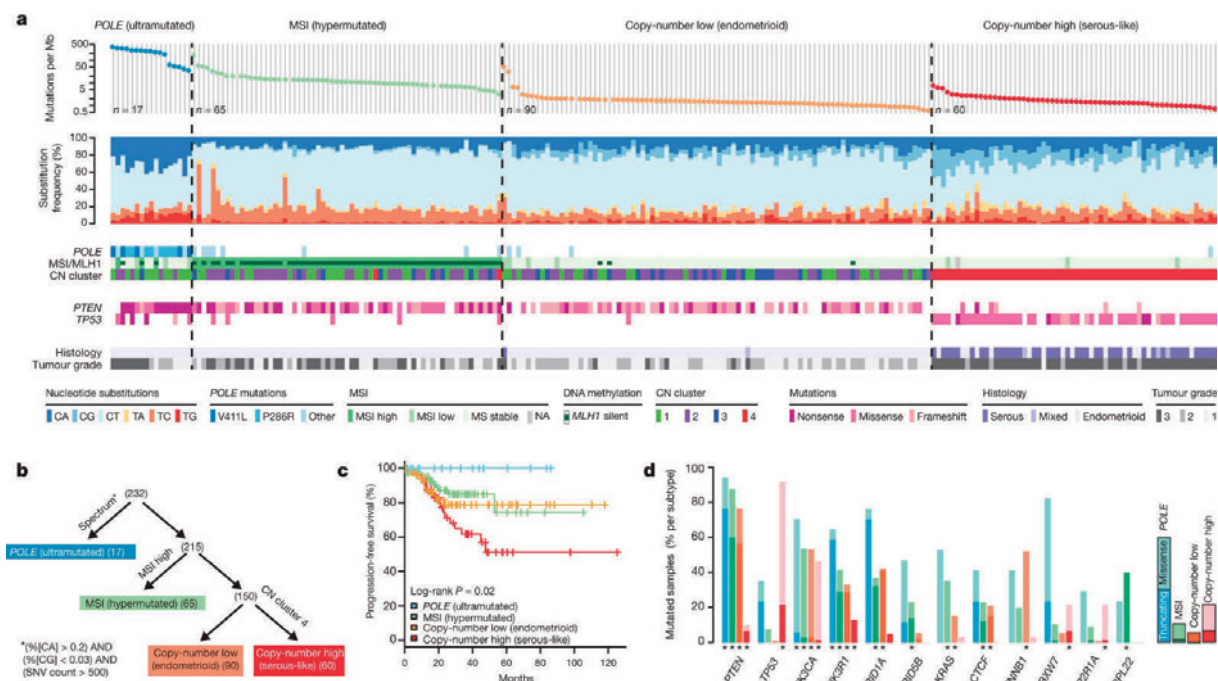 a
POLE (ultramutated) MSI (hypermutated) Copy-number low (endometrioid) Copy-number high (serous-like)
Mutations per Mb
500
50
5
0.5
n = 17 n = 65 n = 90 n = 60
Substitution frequency (%)
100
80
60
40
20
0
POLE
MSI/MLH1
CN cluster
PTEN
TP53
Histology
Tumour grade
Nucleotide substitutions POLE mutations MSI DNA methylation CN cluster Mutations Histology Tumour grade
CA CG CT TA TC TG V411L P286R Other MSI high MSI low MS stable NA MLH1 silent 1 2 3 4 Nonsense Missense Frameshift Serous Mixed Endometrioid 3 2 1
b
(232)
Spectrum*
POLE (ultramutated) (17)
(215)
MSI high
MSI (hypermutated) (65)
(150)
CN cluster 4
Copy-number low (endometrioid) (90)
Copy-number high (serous-like) (60)
*(%[CA] > 0.2) AND
(%[CG] < 0.03) AND
(SNV count > 500)
c
Progression-free survival (%)
100
80
60
40
20
0
Log-rank P = 0.02
POLE (ultramutated)
MSI (hypermutated)
Copy-number low (endometrioid)
Copy-number high (serous-like)
0 20 40 60 80 100 120
Months
d
Mutated samples (% per subtype)
100
80
60
40
20
0
PTEN
TP53
IK3CA
IK3R1
RID1A
RID5B
KRAS
CTCF
NNB1
BXW7
P2R1A
RPL22
Truncating Missense
POLE
MSI
Copy-number low
Copy-number high